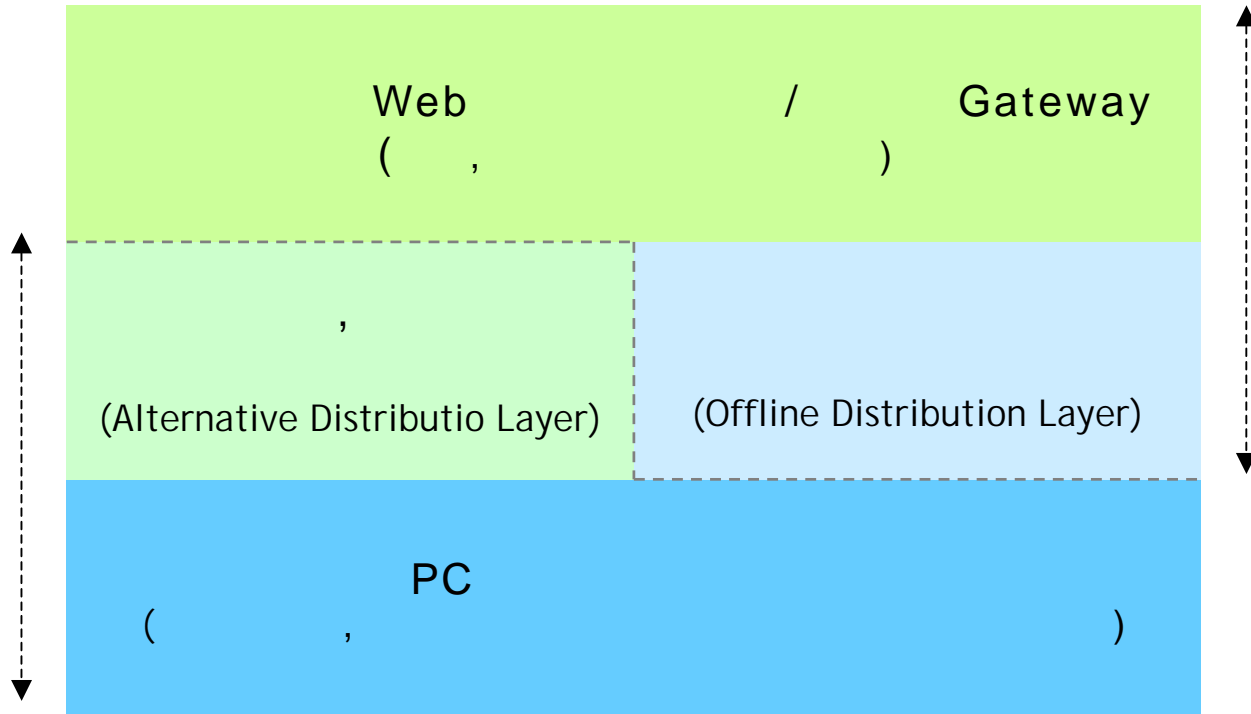 Web / Gateway
( , )
,
(Alternative Distributio Layer)
(Offline Distribution Layer)
PC
( , )